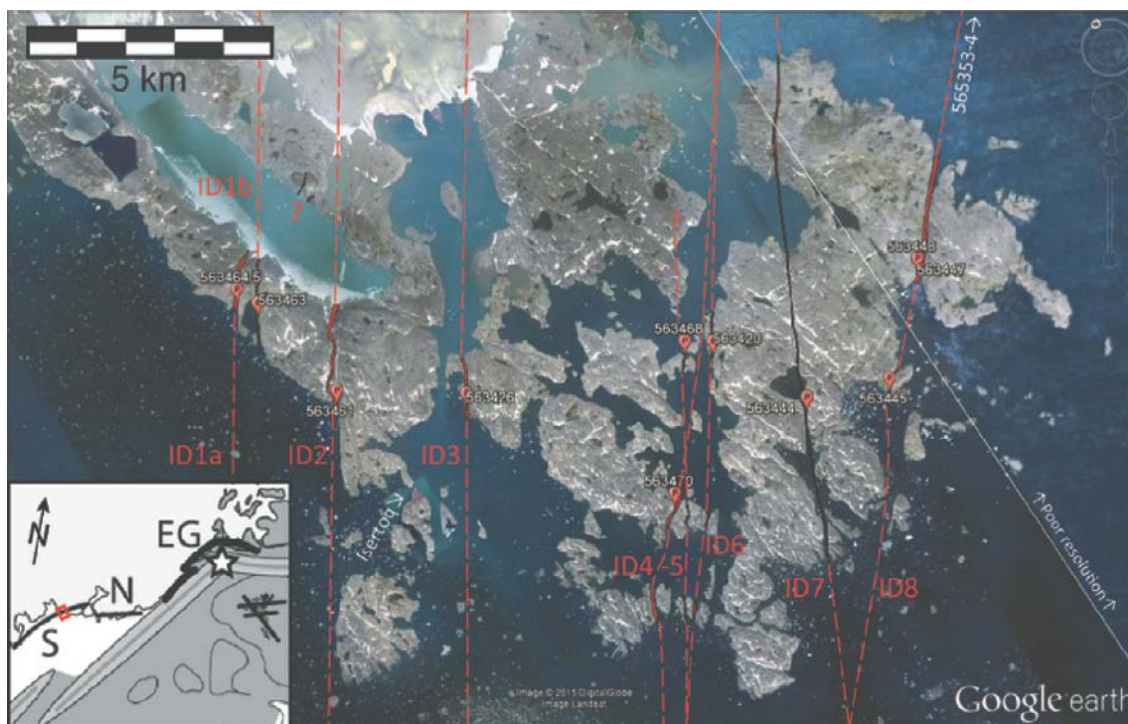 5 km
565353-4→
ID1b
?
?
563464,5
563463
563448
563447
563468
563420
563461
563426
563444
563445
ID1a
ID2
ID3
563470
Isertoq
ID4 -5
ID6
ID7
ID8
↑Poor resolution↑
N
EG
N
S
Image © 2015 DigitalGlobe
Image Landsat
Google earth